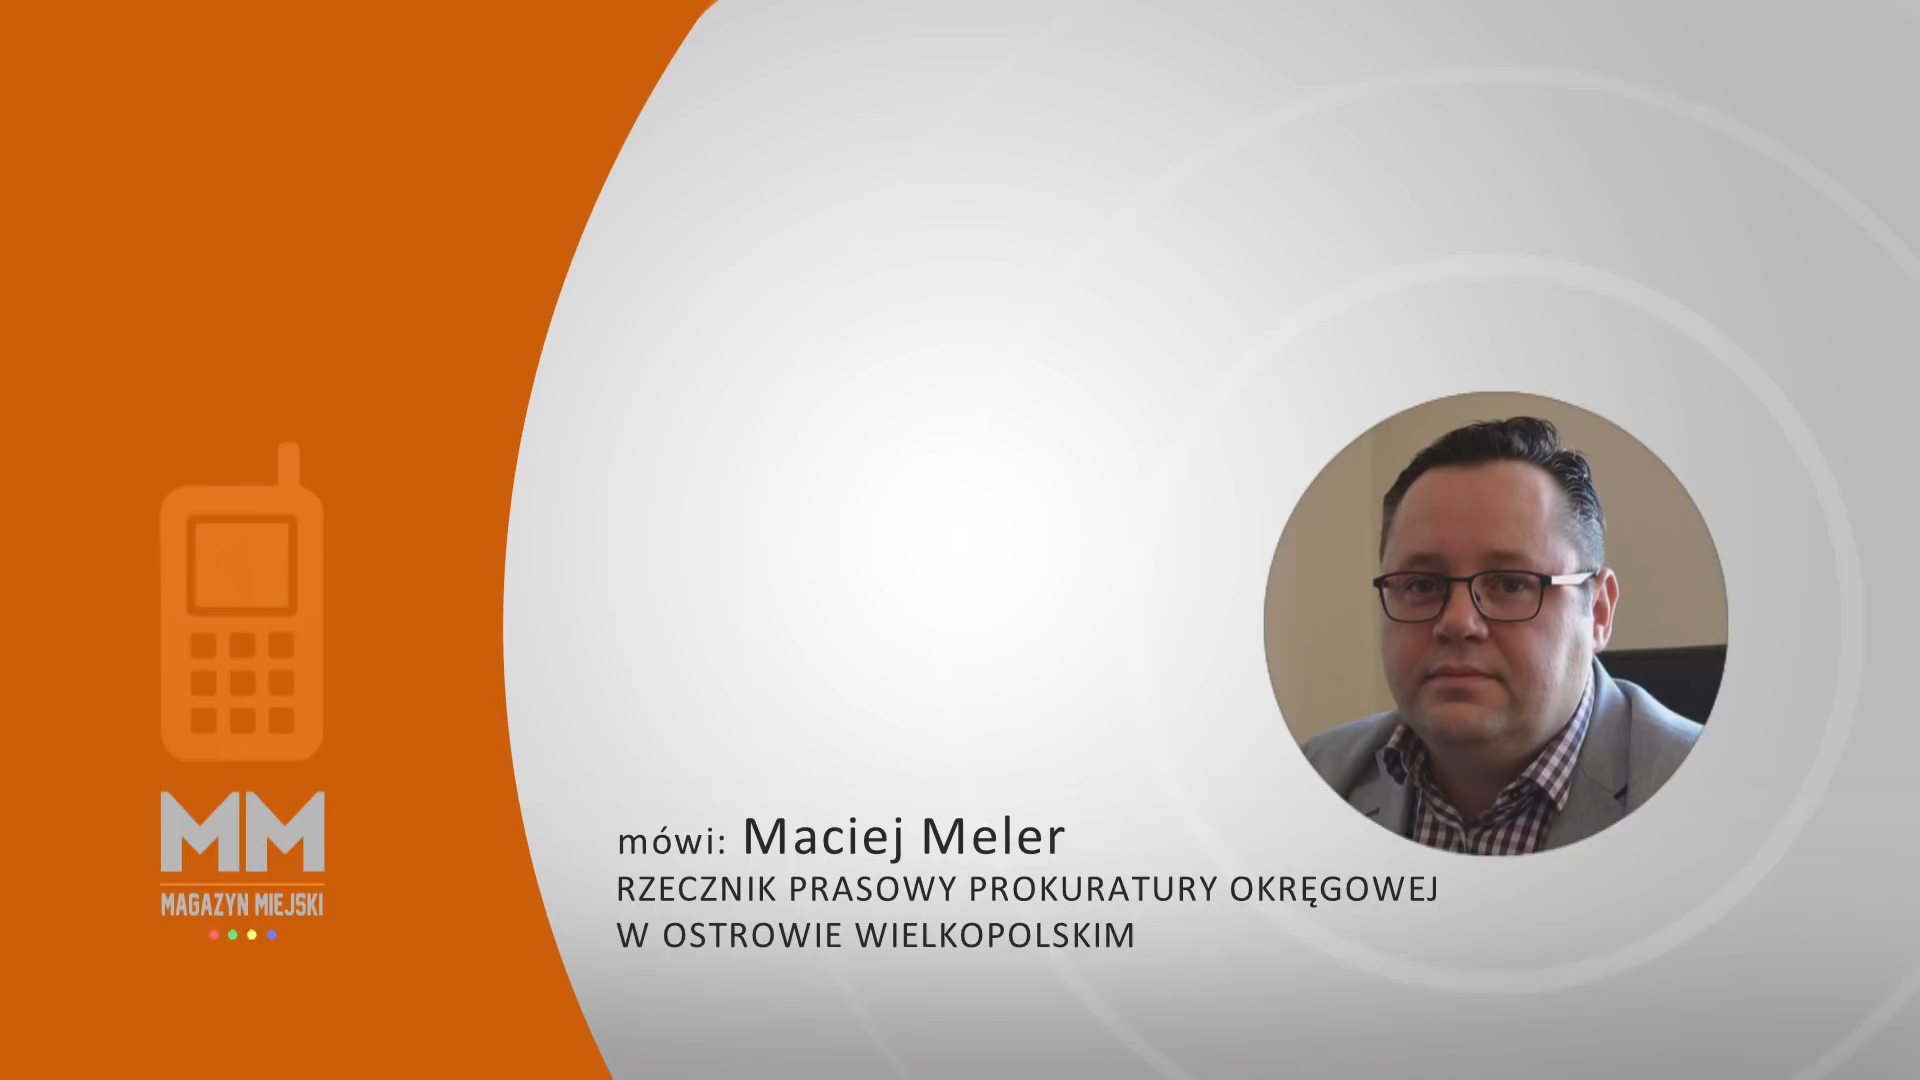 mówi: Maciej Meler
RZECZNIK PRASOWY PROKURATURY OKRĘGOWEJ
W OSTROWIE WIELKOPOLSKIM
MM
MAGAZYN MIEJSKI